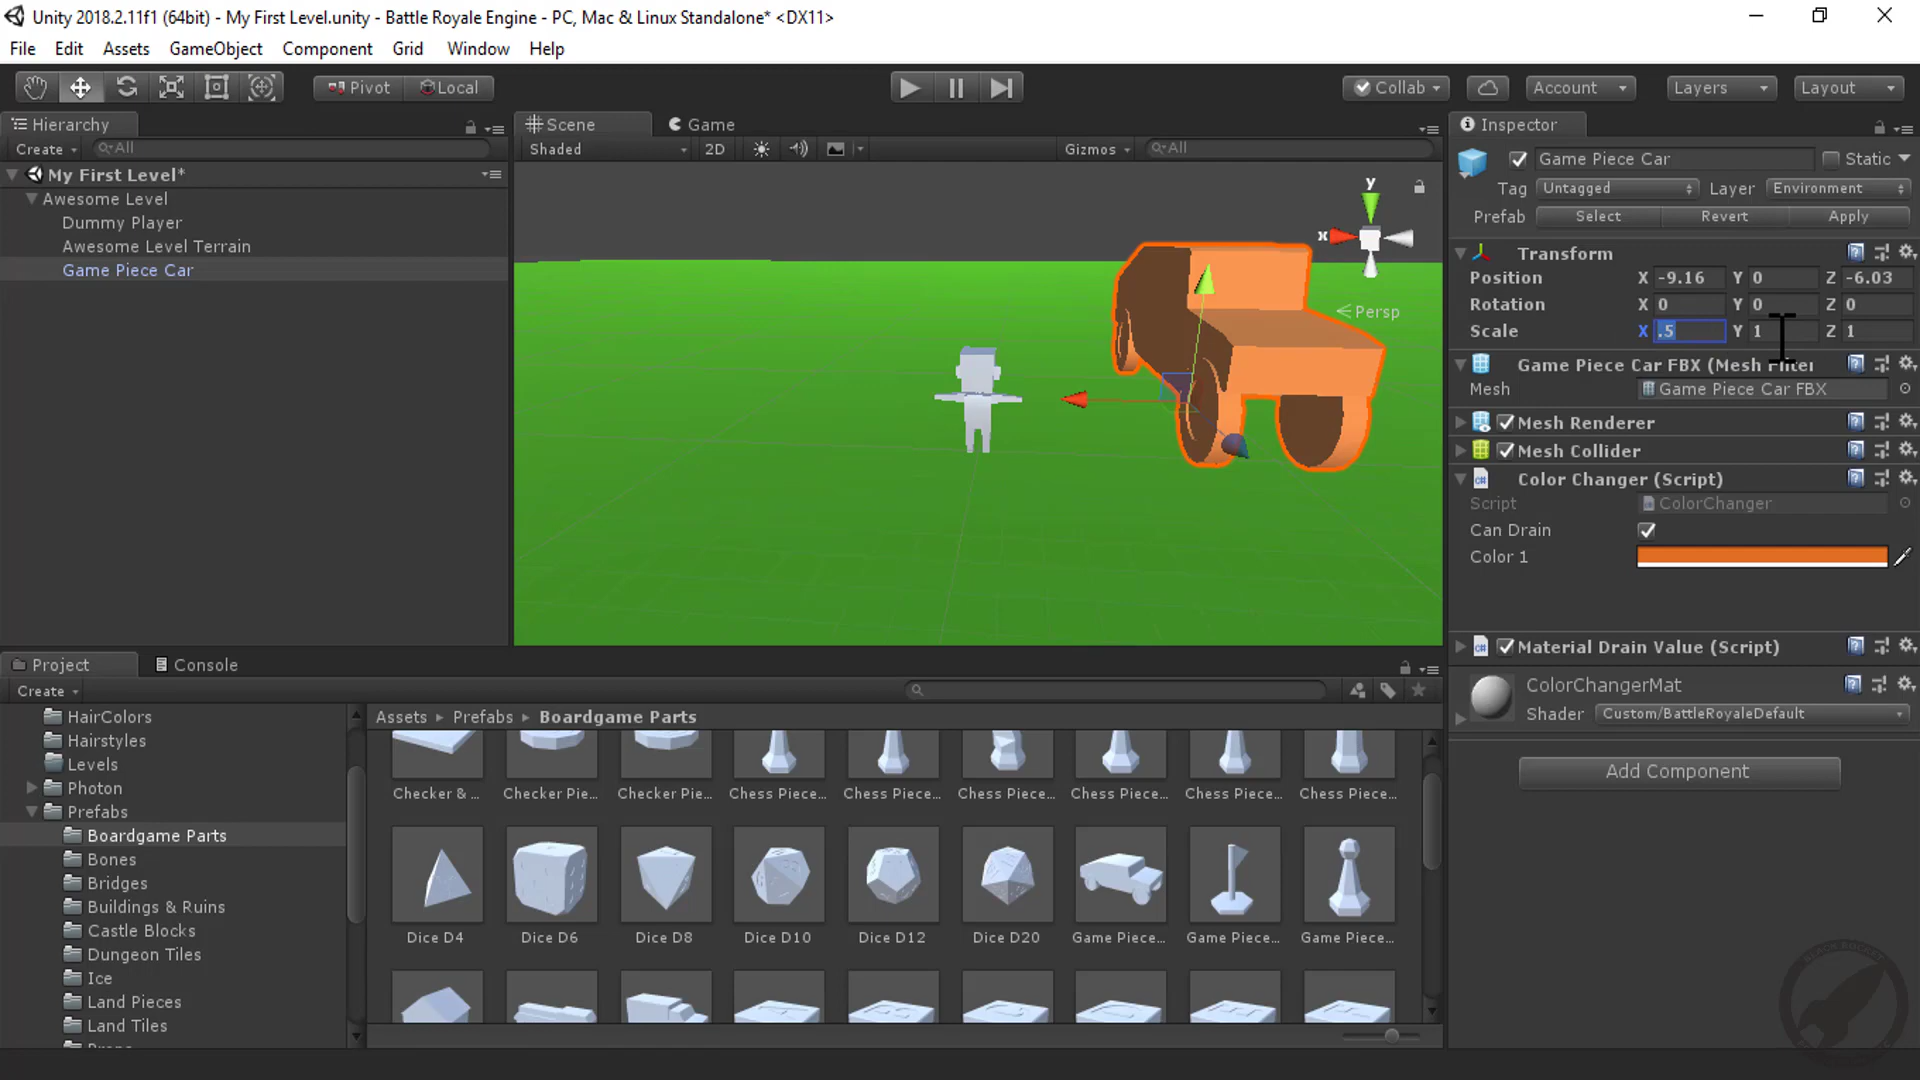 Unity 2018.2.11f1 (64bit) - My First Level.unity - Battle Royale Engine - PC, Mac & Linux Standalone* <DX11>
File Edit Assets GameObject Component Grid Window Help
Pivot Local Collab Account Layers Layout
Hierarchy Scene Game Inspector
Create All Shaded 2D Gizmos All
Game Piece Car Static
My First Level*
Tag Untagged Layer Environment
Awesome Level
Prefab Select Revert Apply
Dummy Player
Awesome Level Terrain
Game Piece Car
y
x
Persp
Transform
Position X -9.16 Y 0 Z -6.03
Rotation X 0 Y 0 Z 0
Scale X .5 Y 1 Z 1
Game Piece Car FBX (Mesh Filter
Mesh Game Piece Car FBX
Mesh Renderer
Mesh Collider
Color Changer (Script)
Script ColorChanger
Can Drain
Color 1
Material Drain Value (Script)
ColorChangerMat
Shader Custom/BattleRoyaleDefault
Add Component
Project Console
Create
HairColors
Hairstyles
Levels
Photon
Prefabs
Boardgame Parts
Bones
Bridges
Buildings & Ruins
Castle Blocks
Dungeon Tiles
Ice
Land Pieces
Land Tiles
Assets Prefabs Boardgame Parts
Checker & ... Checker Pie... Checker Pie... Chess Piece... Chess Piece... Chess Piece... Chess Piece... Chess Piece... Chess Piece...
Dice D4 Dice D6 Dice D8 Dice D10 Dice D12 Dice D20 Game Piece... Game Piece... Game Piece...